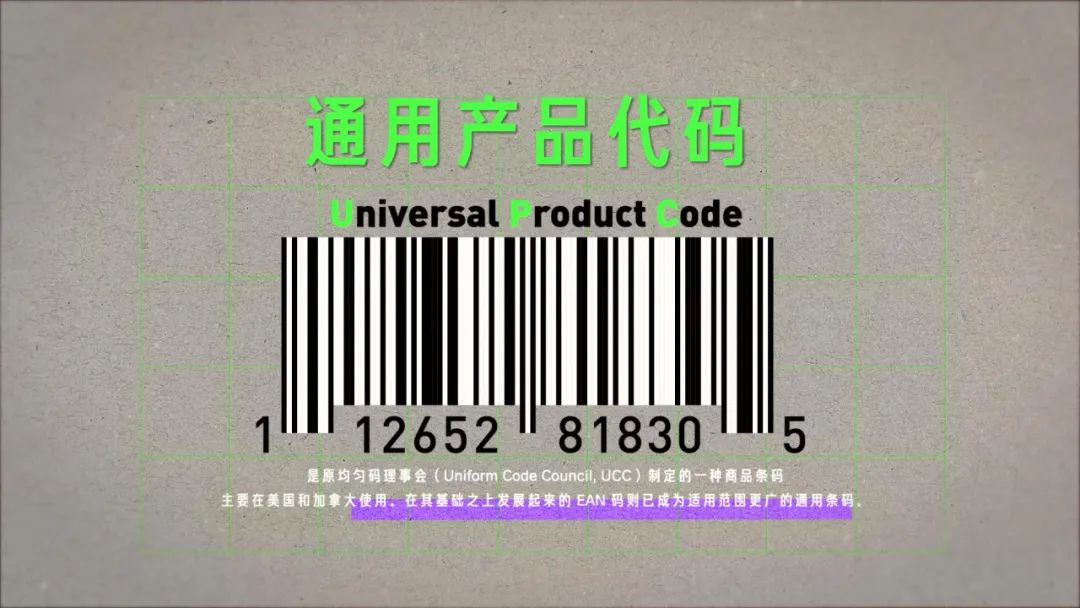 通用产品代码
Universal Product Code
1 12652 81830 5
是原均匀码理事会（Uniform Code Council, UCC）制定的一种商品条码
主要在美国和加拿大使用。在其基础之上发展起来的 EAN 码则已成为适用范围更广的通用条码。